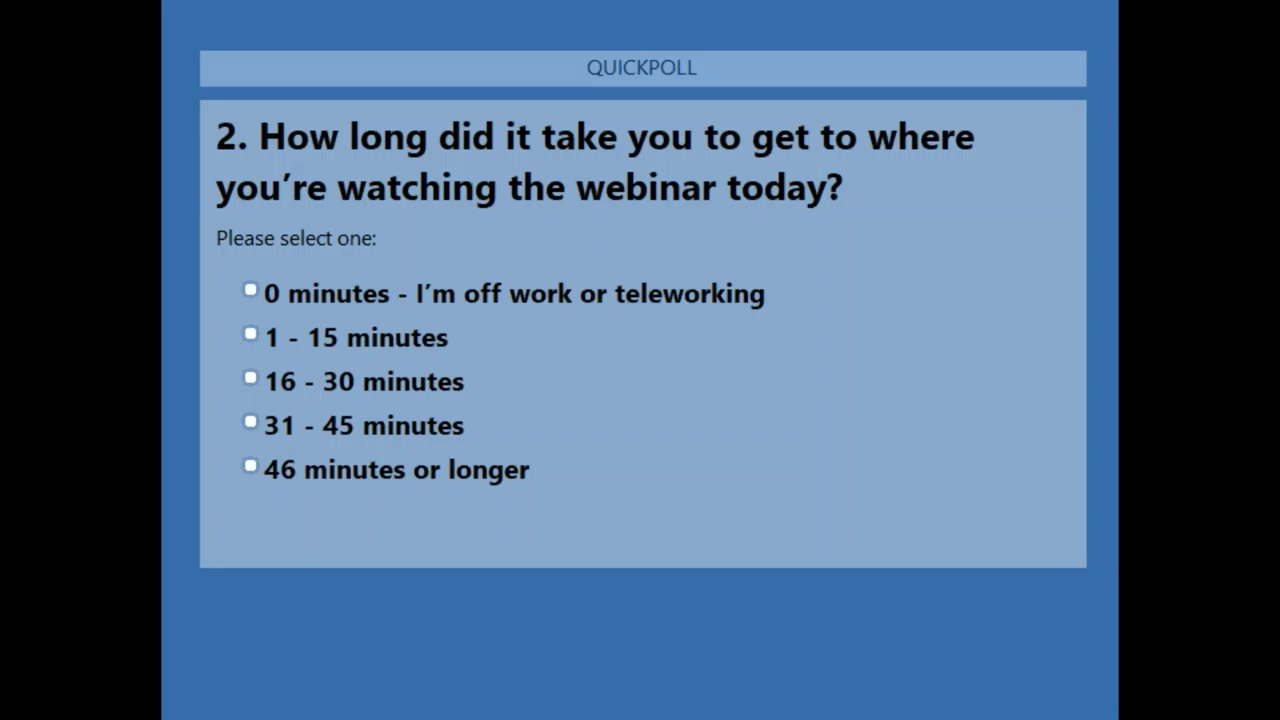 QUICKPOLL
2. How long did it take you to get to where
you’re watching the webinar today?
Please select one:
0 minutes - I’m off work or teleworking
1 - 15 minutes
16 - 30 minutes
31 - 45 minutes
46 minutes or longer